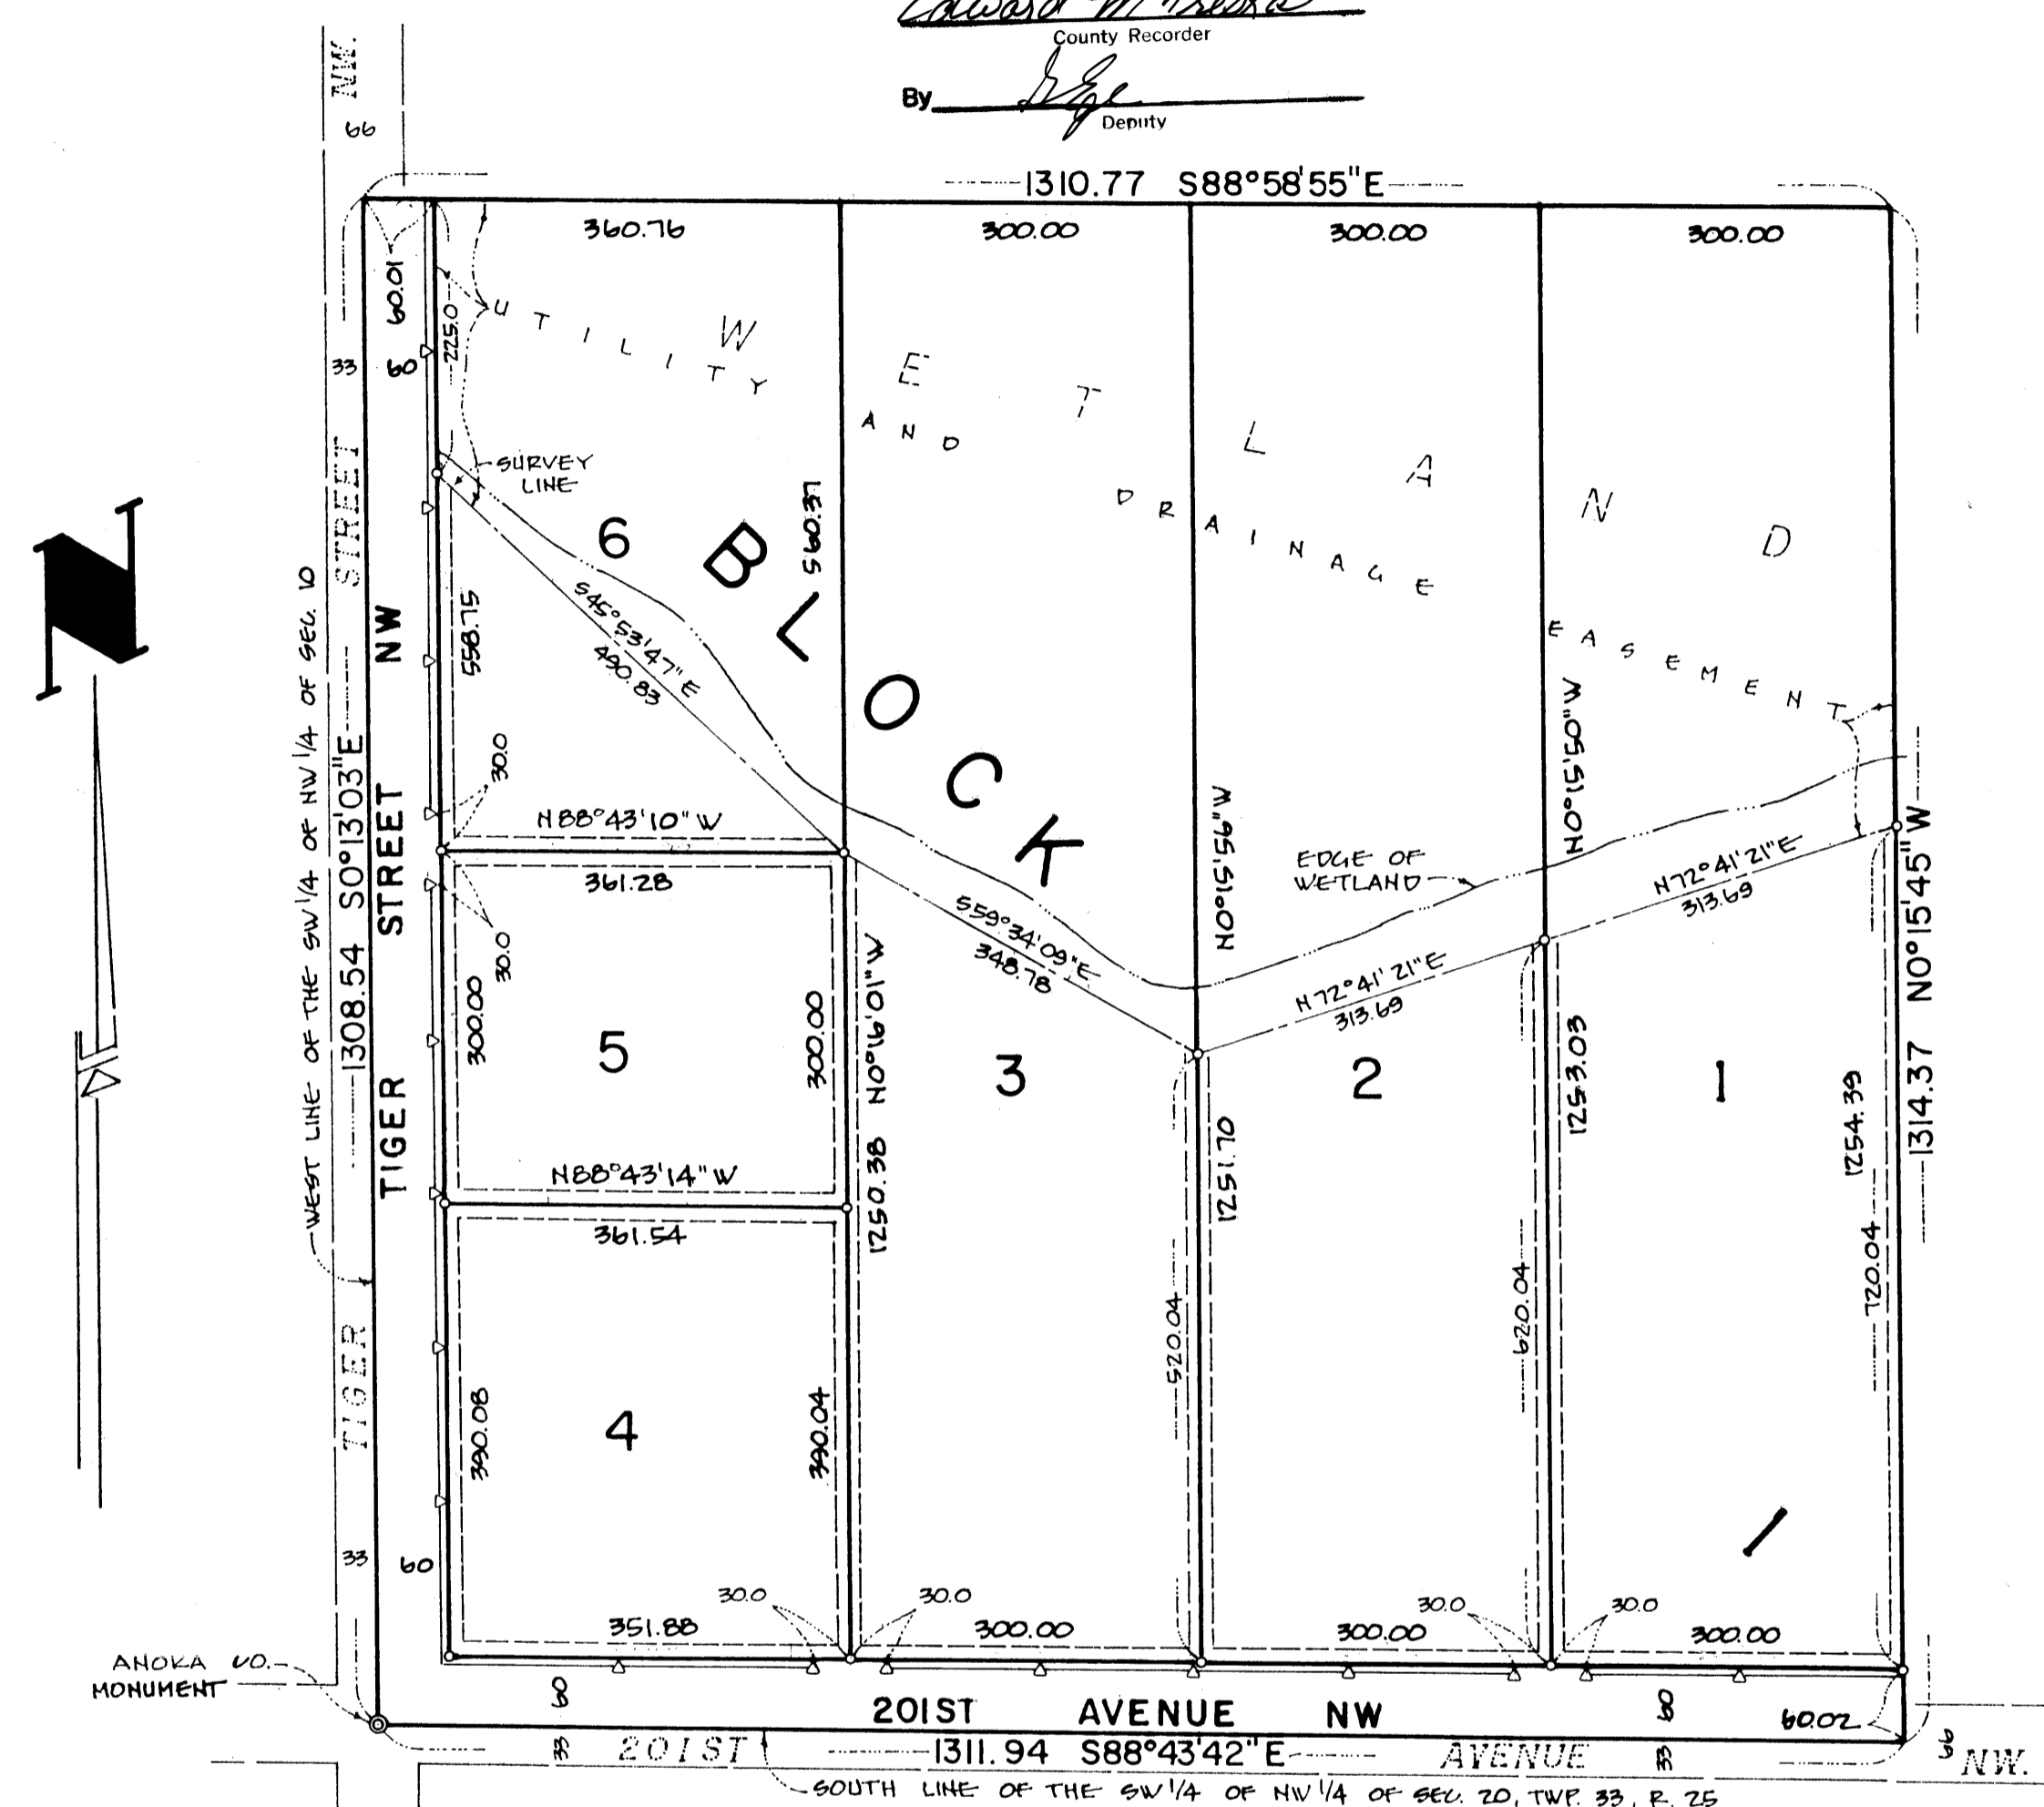 Edward M Treska
County Recorder
By
Deputy
NW.
66
1310.77 S88°58'55"E
360.76
300.00
300.00
300.00
60.01
225.0
33
60
UTILITY AND DRAINAGE EASEMENT
WETLAND
SURVEY
LINE
6
BLOCK 1
560.37
S45°53'47"E
490.83
558.75
30.0
N88°43'10"W
361.28
30.0
STREET
TIGER STREET NW
WEST LINE OF THE SW 1/4 OF NW 1/4 OF SEC. 10
1308.54 S0°13'03"E
N0°15'50"W
N0°15'55"W
EDGE OF
WETLAND
N72°41'21"E
313.69
N72°41'21"E
313.69
S59°34'09"E
348.78
1314.37 N0°15'45"W
300.00
5
300.00
1250.38 N0°16'01"W
3
2
1
1251.70
1253.03
1254.39
N88°43'14"W
361.54
520.04
620.04
720.04
TIGER
390.08
4
390.04
33
60
30.0
30.0
30.0
30.0
351.88
300.00
300.00
300.00
ANOKA CO.
MONUMENT
60
201ST AVENUE NW
60
60.02
33
201ST
1311.94 S88°43'42"E
AVENUE
33
66
NW.
SOUTH LINE OF THE SW 1/4 OF NW 1/4 OF SEC. 20, TWP. 33, R. 25